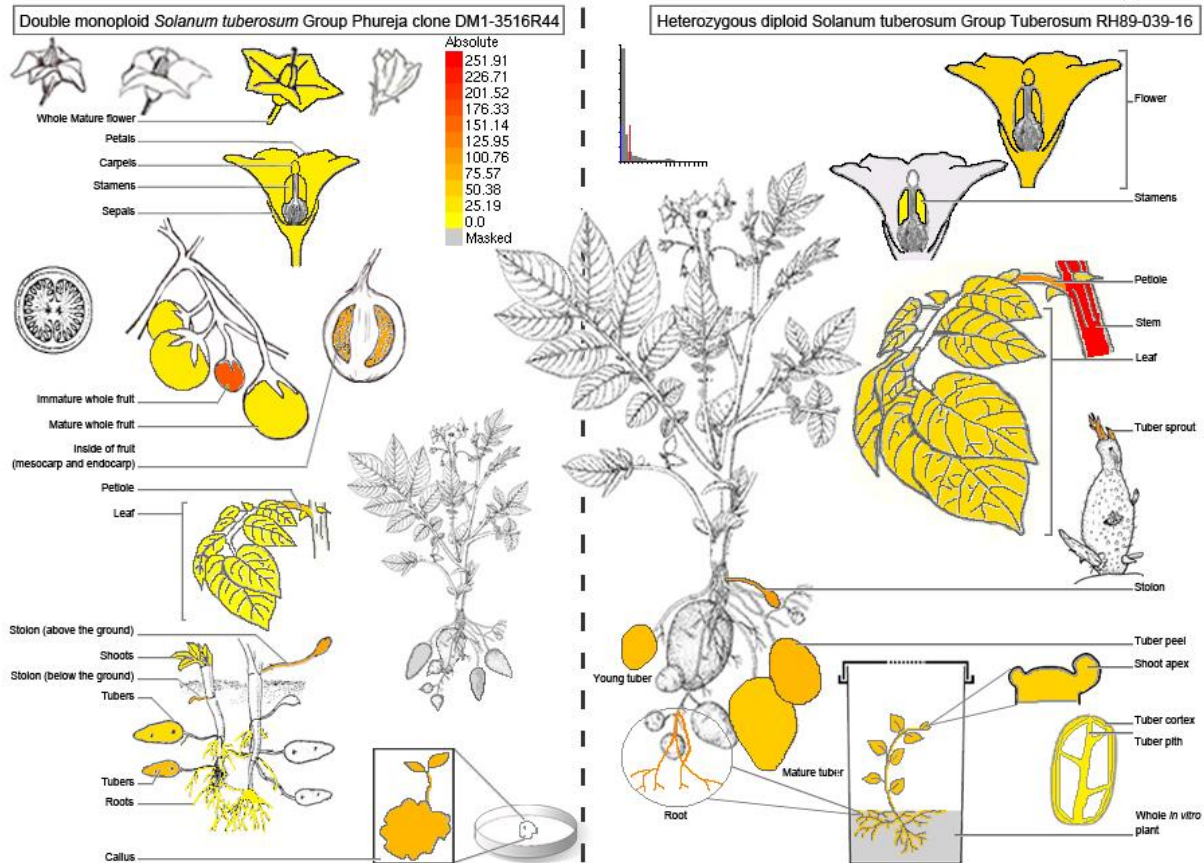 Double monoploid Solanum tuberosum Group Phureja clone DM1-3516R44
Heterozygous diploid Solanum tuberosum Group Tuberosum RH89-039-16
Absolute
251.91
226.71
201.52
176.33
151.14
125.95
100.76
75.57
50.38
25.19
0.0
Masked
Whole Mature flower
Petals
Carpels
Stamens
Sepals
Immature whole fruit
Mature whole fruit
Inside of fruit
(mesocarp and endocarp)
Petiole
Leaf
Stolon (above the ground)
Shoots
Stolon (below the ground)
Tubers
Tubers
Roots
Callus
Flower
Stamens
Petiole
Stem
Leaf
Tuber sprout
Stolon
Tuber peel
Young tuber
Shoot apex
Tuber cortex
Tuber pith
Mature tuber
Root
Whole In vitro
plant